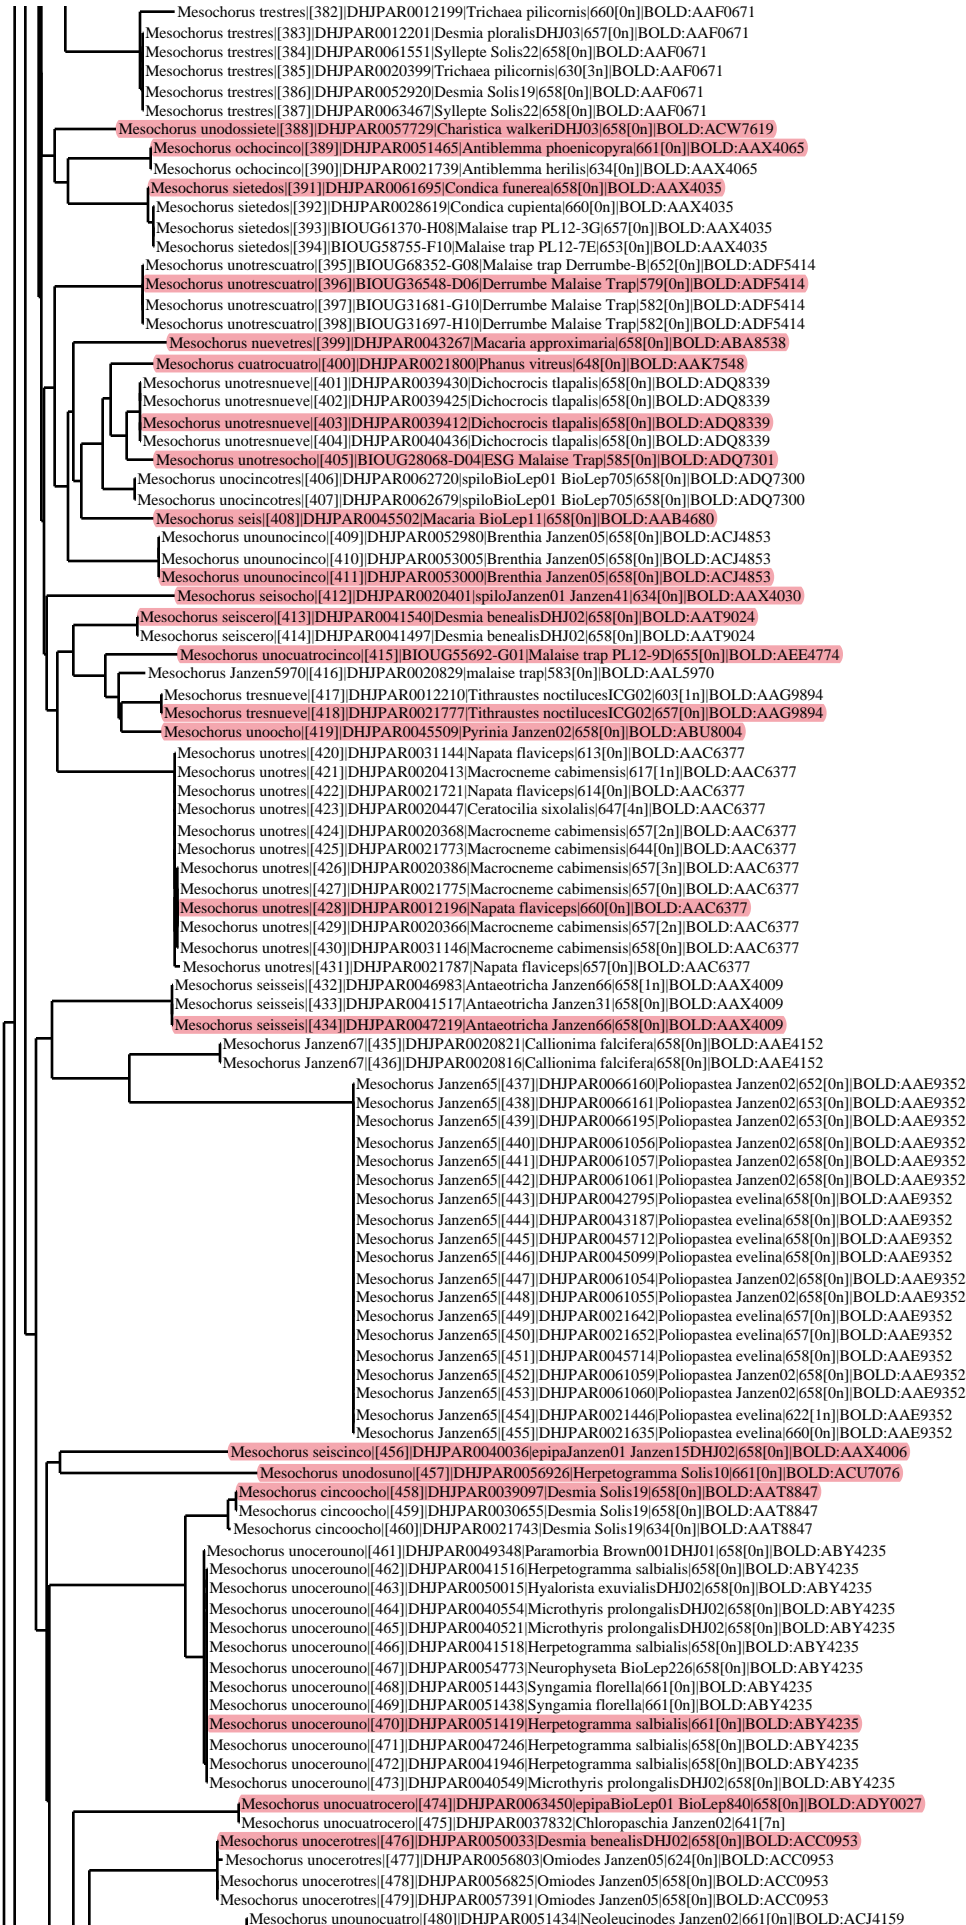 Mesochorus trestres|[382]|DHJPAR0012199|Trichaea pilicornis|660[0n]|BOLD:AAF0671
Mesochorus trestres|[383]|DHJPAR0012201|Desmia ploralisDHJ03|657[0n]|BOLD:AAF0671
Mesochorus trestres|[384]|DHJPAR0061551|Syllepte Solis22|658[0n]|BOLD:AAF0671
Mesochorus trestres|[385]|DHJPAR0020399|Trichaea pilicornis|630[3n]|BOLD:AAF0671
Mesochorus trestres|[386]|DHJPAR0052920|Desmia Solis19|658[0n]|BOLD:AAF0671
Mesochorus trestres|[387]|DHJPAR0063467|Syllepte Solis22|658[0n]|BOLD:AAF0671
Mesochorus unodossiete|[388]|DHJPAR0057729|Charistica walkeriDHJ03|658[0n]|BOLD:ACW7619
Mesochorus ochocinco|[389]|DHJPAR0051465|Antiblemma phoenicopyra|661[0n]|BOLD:AAX4065
Mesochorus ochocinco|[390]|DHJPAR0021739|Antiblemma herilis|634[0n]|BOLD:AAX4065
Mesochorus sietedos|[391]|DHJPAR0061695|Condica funerea|658[0n]|BOLD:AAX4035
Mesochorus sietedos|[392]|DHJPAR0028619|Condica cupienta|660[0n]|BOLD:AAX4035
Mesochorus sietedos|[393]|BIOUG61370-H08|Malaise trap PL12-3G|657[0n]|BOLD:AAX4035
Mesochorus sietedos|[394]|BIOUG58755-F10|Malaise trap PL12-7E|653[0n]|BOLD:AAX4035
Mesochorus unotrescuatro|[395]|BIOUG68352-G08|Malaise trap Derrumbe-B|652[0n]|BOLD:ADF5414
Mesochorus unotrescuatro|[396]|BIOUG36548-D06|Derrumbe Malaise Trap|579[0n]|BOLD:ADF5414
Mesochorus unotrescuatro|[397]|BIOUG31681-G10|Derrumbe Malaise Trap|582[0n]|BOLD:ADF5414
Mesochorus unotrescuatro|[398]|BIOUG31697-H10|Derrumbe Malaise Trap|582[0n]|BOLD:ADF5414
Mesochorus nuevetres|[399]|DHJPAR0043267|Macaria approximaria|658[0n]|BOLD:ABA8538
Mesochorus cuatrocuatro|[400]|DHJPAR0021800|Phanus vitreus|648[0n]|BOLD:AAK7548
Mesochorus unotresnueve|[401]|DHJPAR0039430|Dichocrocis tlapalis|658[0n]|BOLD:ADQ8339
Mesochorus unotresnueve|[402]|DHJPAR0039425|Dichocrocis tlapalis|658[0n]|BOLD:ADQ8339
Mesochorus unotresnueve|[403]|DHJPAR0039412|Dichocrocis tlapalis|658[0n]|BOLD:ADQ8339
Mesochorus unotresnueve|[404]|DHJPAR0040436|Dichocrocis tlapalis|658[0n]|BOLD:ADQ8339
Mesochorus unotresocho|[405]|BIOUG28068-D04|ESG Malaise Trap|585[0n]|BOLD:ADQ7301
Mesochorus unocincotres|[406]|DHJPAR0062720|spiloBioLep01 BioLep705|658[0n]|BOLD:ADQ7300
Mesochorus unocincotres|[407]|DHJPAR0062679|spiloBioLep01 BioLep705|658[0n]|BOLD:ADQ7300
Mesochorus seis|[408]|DHJPAR0045502|Macaria BioLep11|658[0n]|BOLD:AAB4680
Mesochorus unounocinco|[409]|DHJPAR0052980|Brenthia Janzen05|658[0n]|BOLD:ACJ4853
Mesochorus unounocinco|[410]|DHJPAR0053005|Brenthia Janzen05|658[0n]|BOLD:ACJ4853
Mesochorus unounocinco|[411]|DHJPAR0053000|Brenthia Janzen05|658[0n]|BOLD:ACJ4853
Mesochorus seisocho|[412]|DHJPAR0020401|spiloJanzen01 Janzen41|634[0n]|BOLD:AAX4030
Mesochorus seiscero|[413]|DHJPAR0041540|Desmia benealisDHJ02|658[0n]|BOLD:AAT9024
Mesochorus seiscero|[414]|DHJPAR0041497|Desmia benealisDHJ02|658[0n]|BOLD:AAT9024
Mesochorus unocuatrocinco|[415]|BIOUG55692-G01|Malaise trap PL12-9D|655[0n]|BOLD:AEE4774
Mesochorus Janzen5970|[416]|DHJPAR0020829|malaise trap|583[0n]|BOLD:AAL5970
Mesochorus tresnueve|[417]|DHJPAR0012210|Tithraustes noctilucesICG02|603[1n]|BOLD:AAG9894
Mesochorus tresnueve|[418]|DHJPAR0021777|Tithraustes noctilucesICG02|657[0n]|BOLD:AAG9894
Mesochorus unoocho|[419]|DHJPAR0045509|Pyrinia Janzen02|658[0n]|BOLD:ABU8004
Mesochorus unotres|[420]|DHJPAR0031144|Napata flaviceps|613[0n]|BOLD:AAC6377
Mesochorus unotres|[421]|DHJPAR0020413|Macrocneme cabimensis|617[1n]|BOLD:AAC6377
Mesochorus unotres|[422]|DHJPAR0021721|Napata flaviceps|614[0n]|BOLD:AAC6377
Mesochorus unotres|[423]|DHJPAR0020447|Ceratocilia sixolalis|647[4n]|BOLD:AAC6377
Mesochorus unotres|[424]|DHJPAR0020368|Macrocneme cabimensis|657[2n]|BOLD:AAC6377
Mesochorus unotres|[425]|DHJPAR0021773|Macrocneme cabimensis|644[0n]|BOLD:AAC6377
Mesochorus unotres|[426]|DHJPAR0020386|Macrocneme cabimensis|657[3n]|BOLD:AAC6377
Mesochorus unotres|[427]|DHJPAR0021775|Macrocneme cabimensis|657[0n]|BOLD:AAC6377
Mesochorus unotres|[428]|DHJPAR0012196|Napata flaviceps|660[0n]|BOLD:AAC6377
Mesochorus unotres|[429]|DHJPAR0020366|Macrocneme cabimensis|657[2n]|BOLD:AAC6377
Mesochorus unotres|[430]|DHJPAR0031146|Macrocneme cabimensis|658[0n]|BOLD:AAC6377
Mesochorus unotres|[431]|DHJPAR0021787|Napata flaviceps|657[0n]|BOLD:AAC6377
Mesochorus seisseis|[432]|DHJPAR0046983|Antaeotricha Janzen66|658[1n]|BOLD:AAX4009
Mesochorus seisseis|[433]|DHJPAR0041517|Antaeotricha Janzen31|658[0n]|BOLD:AAX4009
Mesochorus seisseis|[434]|DHJPAR0047219|Antaeotricha Janzen66|658[0n]|BOLD:AAX4009
Mesochorus Janzen67|[435]|DHJPAR0020821|Callionima falcifera|658[0n]|BOLD:AAE4152
Mesochorus Janzen67|[436]|DHJPAR0020816|Callionima falcifera|658[0n]|BOLD:AAE4152
Mesochorus Janzen65|[437]|DHJPAR0066160|Poliopastea Janzen02|652[0n]|BOLD:AAE9352
Mesochorus Janzen65|[438]|DHJPAR0066161|Poliopastea Janzen02|653[0n]|BOLD:AAE9352
Mesochorus Janzen65|[439]|DHJPAR0066195|Poliopastea Janzen02|653[0n]|BOLD:AAE9352
Mesochorus Janzen65|[440]|DHJPAR0061056|Poliopastea Janzen02|658[0n]|BOLD:AAE9352
Mesochorus Janzen65|[441]|DHJPAR0061057|Poliopastea Janzen02|658[0n]|BOLD:AAE9352
Mesochorus Janzen65|[442]|DHJPAR0061061|Poliopastea Janzen02|658[0n]|BOLD:AAE9352
Mesochorus Janzen65|[443]|DHJPAR0042795|Poliopastea evelina|658[0n]|BOLD:AAE9352
Mesochorus Janzen65|[444]|DHJPAR0043187|Poliopastea evelina|658[0n]|BOLD:AAE9352
Mesochorus Janzen65|[445]|DHJPAR0045712|Poliopastea evelina|658[0n]|BOLD:AAE9352
Mesochorus Janzen65|[446]|DHJPAR0045099|Poliopastea evelina|658[0n]|BOLD:AAE9352
Mesochorus Janzen65|[447]|DHJPAR0061054|Poliopastea Janzen02|658[0n]|BOLD:AAE9352
Mesochorus Janzen65|[448]|DHJPAR0061055|Poliopastea Janzen02|658[0n]|BOLD:AAE9352
Mesochorus Janzen65|[449]|DHJPAR0021642|Poliopastea evelina|657[0n]|BOLD:AAE9352
Mesochorus Janzen65|[450]|DHJPAR0021652|Poliopastea evelina|657[0n]|BOLD:AAE9352
Mesochorus Janzen65|[451]|DHJPAR0045714|Poliopastea evelina|658[0n]|BOLD:AAE9352
Mesochorus Janzen65|[452]|DHJPAR0061059|Poliopastea Janzen02|658[0n]|BOLD:AAE9352
Mesochorus Janzen65|[453]|DHJPAR0061060|Poliopastea Janzen02|658[0n]|BOLD:AAE9352
Mesochorus Janzen65|[454]|DHJPAR0021446|Poliopastea evelina|622[1n]|BOLD:AAE9352
Mesochorus Janzen65|[455]|DHJPAR0021635|Poliopastea evelina|660[0n]|BOLD:AAE9352
Mesochorus seiscinco|[456]|DHJPAR0040036|epipaJanzen01 Janzen15DHJ02|658[0n]|BOLD:AAX4006
Mesochorus unodosuno|[457]|DHJPAR0056926|Herpetogramma Solis10|661[0n]|BOLD:ACU7076
Mesochorus cincoocho|[458]|DHJPAR0039097|Desmia Solis19|658[0n]|BOLD:AAT8847
Mesochorus cincoocho|[459]|DHJPAR0030655|Desmia Solis19|658[0n]|BOLD:AAT8847
Mesochorus cincoocho|[460]|DHJPAR0021743|Desmia Solis19|634[0n]|BOLD:AAT8847
Mesochorus unocerouno|[461]|DHJPAR0049348|Paramorbia Brown001DHJ01|658[0n]|BOLD:ABY4235
Mesochorus unocerouno|[462]|DHJPAR0041516|Herpetogramma salbialis|658[0n]|BOLD:ABY4235
Mesochorus unocerouno|[463]|DHJPAR0050015|Hyalorista exuvialisDHJ02|658[0n]|BOLD:ABY4235
Mesochorus unocerouno|[464]|DHJPAR0040554|Microthyris prolongalisDHJ02|658[0n]|BOLD:ABY4235
Mesochorus unocerouno|[465]|DHJPAR0040521|Microthyris prolongalisDHJ02|658[0n]|BOLD:ABY4235
Mesochorus unocerouno|[466]|DHJPAR0041518|Herpetogramma salbialis|658[0n]|BOLD:ABY4235
Mesochorus unocerouno|[467]|DHJPAR0054773|Neurophyseta BioLep226|658[0n]|BOLD:ABY4235
Mesochorus unocerouno|[468]|DHJPAR0051443|Syngamia florella|661[0n]|BOLD:ABY4235
Mesochorus unocerouno|[469]|DHJPAR0051438|Syngamia florella|661[0n]|BOLD:ABY4235
Mesochorus unocerouno|[470]|DHJPAR0051419|Herpetogramma salbialis|661[0n]|BOLD:ABY4235
Mesochorus unocerouno|[471]|DHJPAR0047246|Herpetogramma salbialis|658[0n]|BOLD:ABY4235
Mesochorus unocerouno|[472]|DHJPAR0041946|Herpetogramma salbialis|658[0n]|BOLD:ABY4235
Mesochorus unocerouno|[473]|DHJPAR0040549|Microthyris prolongalisDHJ02|658[0n]|BOLD:ABY4235
Mesochorus unocuatrocero|[474]|DHJPAR0063450|epipaBioLep01 BioLep840|658[0n]|BOLD:ADY0027
Mesochorus unocuatrocero|[475]|DHJPAR0037832|Chloropaschia Janzen02|641[7n]
Mesochorus unocerotres|[476]|DHJPAR0050033|Desmia benealisDHJ02|658[0n]|BOLD:ACC0953
Mesochorus unocerotres|[477]|DHJPAR0056803|Omiodes Janzen05|624[0n]|BOLD:ACC0953
Mesochorus unocerotres|[478]|DHJPAR0056825|Omiodes Janzen05|658[0n]|BOLD:ACC0953
Mesochorus unocerotres|[479]|DHJPAR0057391|Omiodes Janzen05|658[0n]|BOLD:ACC0953
Mesochorus unounocuatro|[480]|DHJPAR0051434|Neoleucinodes Janzen02|661[0n]|BOLD:ACJ4159